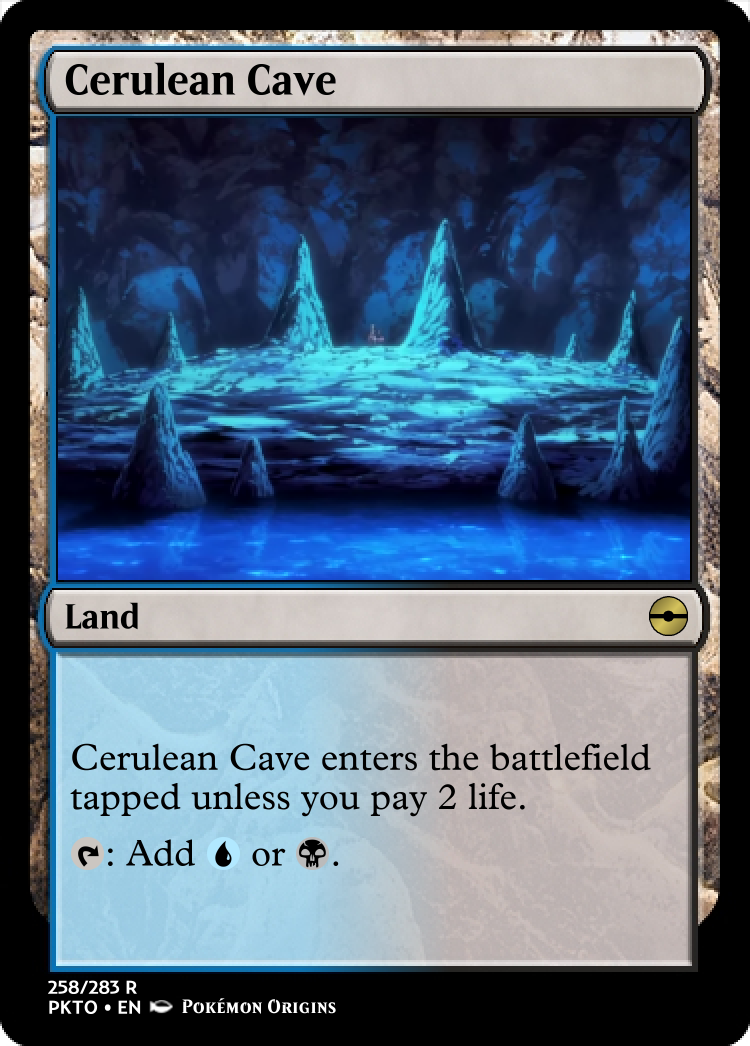 Cerulean Cave
Land
Cerulean Cave enters the battlefield
tapped unless you pay 2 life.
: Add or .
258/283 R
PKTO • EN Pokémon Origins